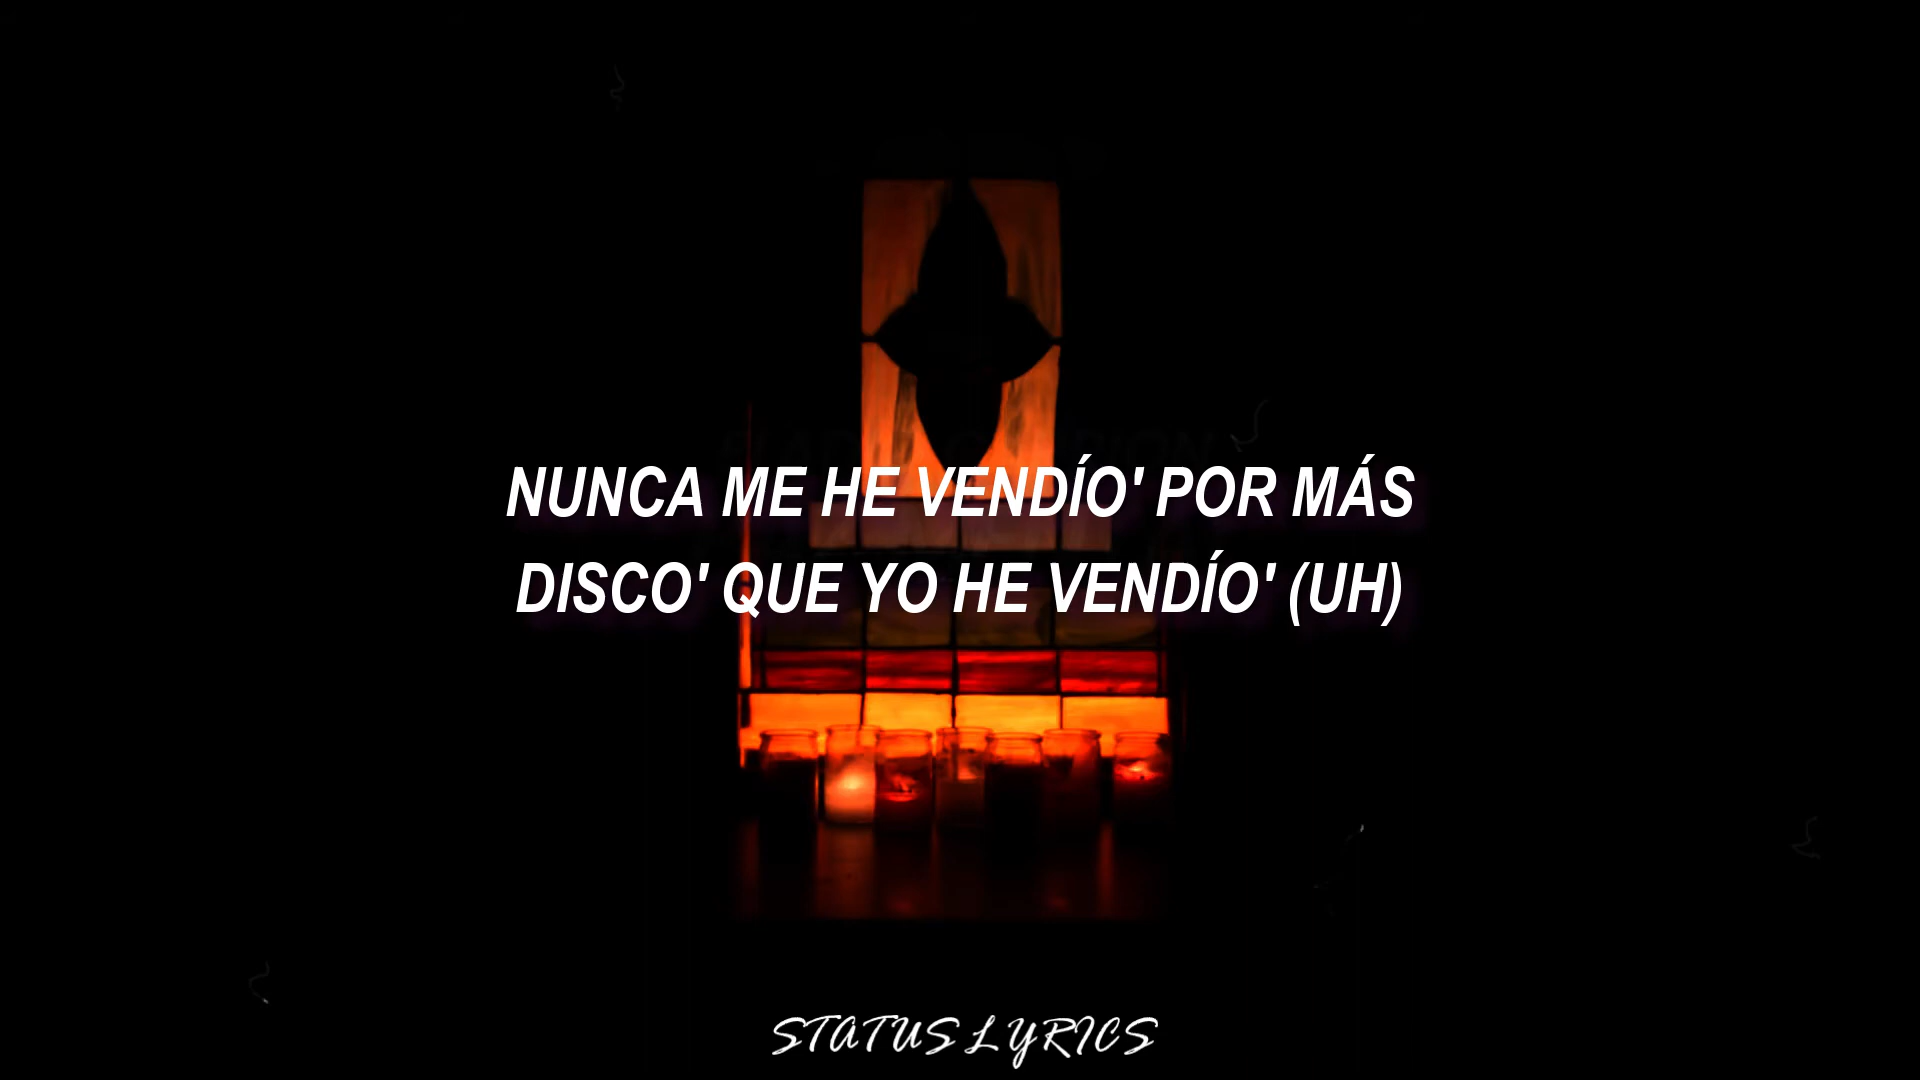 NUNCA ME HE VENDÍO' POR MÁS
DISCO' QUE YO HE VENDÍO' (UH)
STATUS LYRICS